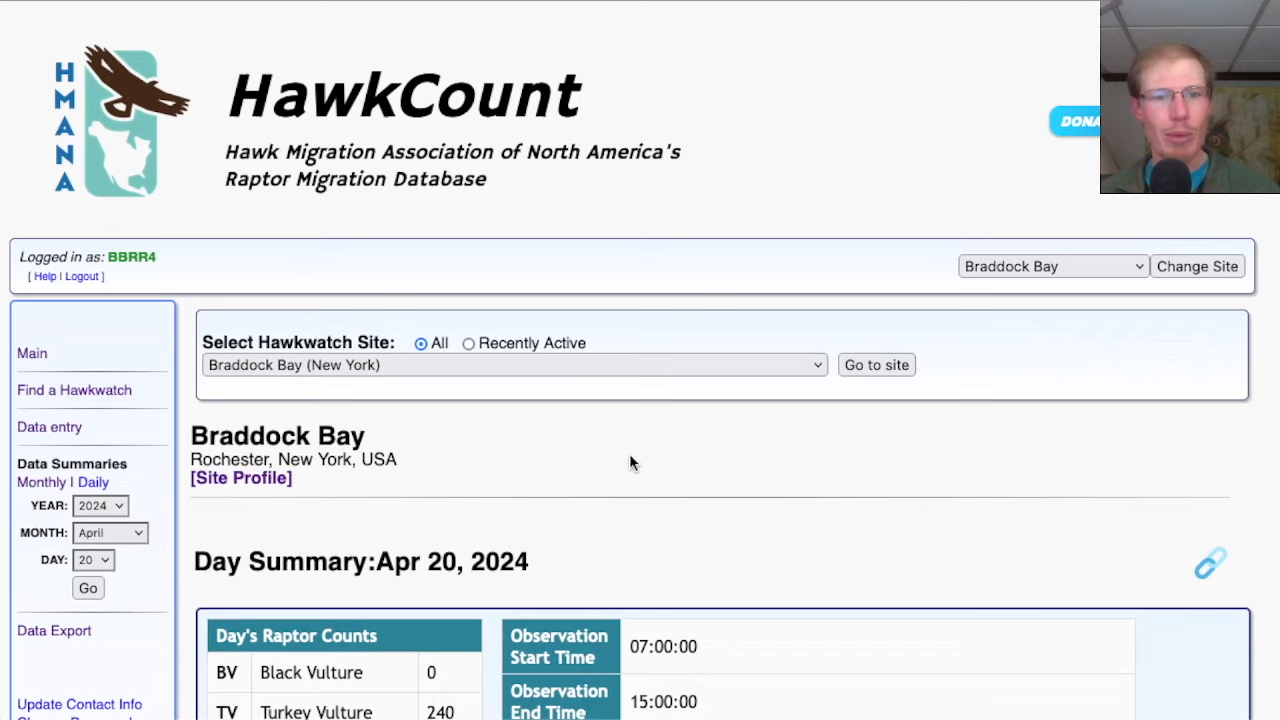 HMANA
HawkCount
Hawk Migration Association of North America's
Raptor Migration Database
DONA
Logged in as: BBRR4
[ Help | Logout ]
Braddock Bay
Change Site
Main
Find a Hawkwatch
Data entry
Data Summaries
Monthly | Daily
YEAR: 2024
MONTH: April
DAY: 20
Go
Data Export
Update Contact Info
Select Hawkwatch Site: All Recently Active
Braddock Bay (New York)
Go to site
Braddock Bay
Rochester, New York, USA
[Site Profile]
Day Summary:Apr 20, 2024
Day's Raptor Counts
BV Black Vulture 0
TV Turkey Vulture 240
Observation
Start Time
07:00:00
Observation
End Time
15:00:00